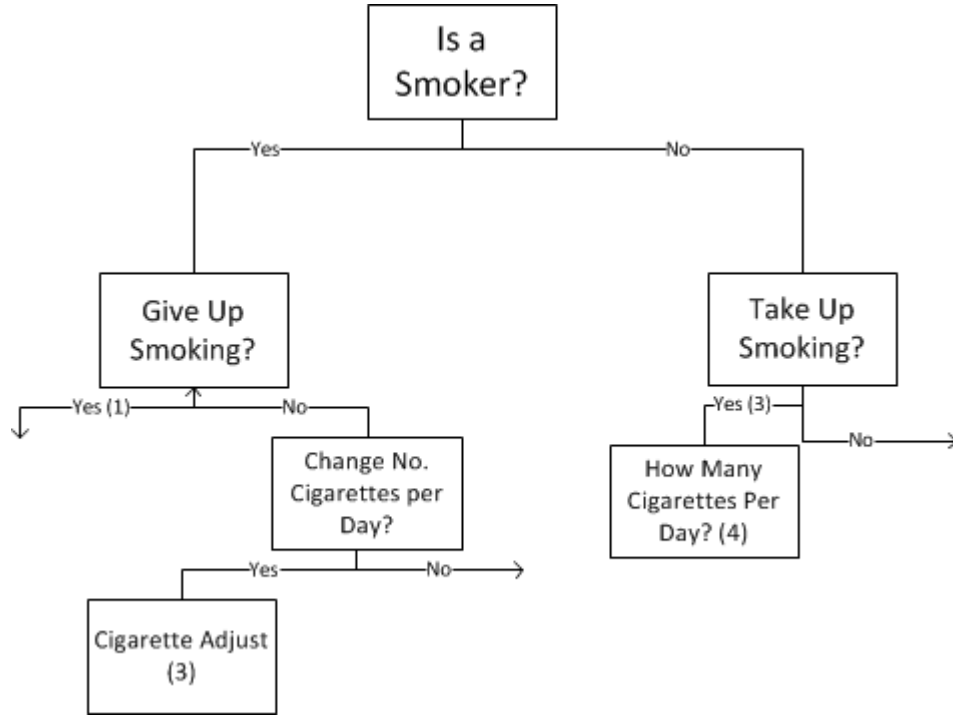 Is a
Smoker?
Yes
No
Give Up
Smoking?
Take Up
Smoking?
Yes (1)
No
Yes (3)
No
Change No.
Cigarettes per
Day?
How Many
Cigarettes Per
Day? (4)
Yes
No
Cigarette Adjust
(3)